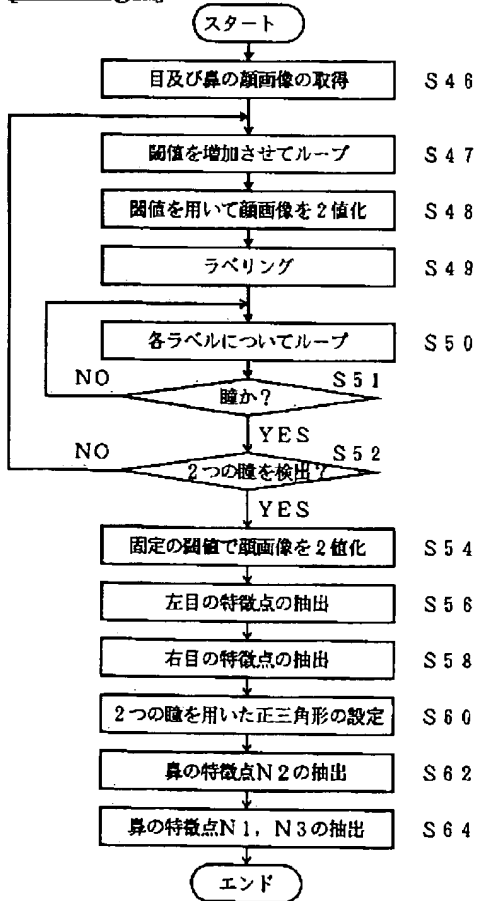 スタート
目及び鼻の顔画像の取得 S46
閾値を増加させてループ S47
閾値を用いて顔画像を2値化 S48
ラベリング S49
各ラベルについてループ S50
NO 瞳か? S51
YES
NO 2つの瞳を検出? S52
YES
固定の閾値で顔画像を2値化 S54
左目の特徴点の抽出 S56
右目の特徴点の抽出 S58
2つの瞳を用いた正三角形の設定 S60
鼻の特徴点N2の抽出 S62
鼻の特徴点N1,N3の抽出 S64
エンド